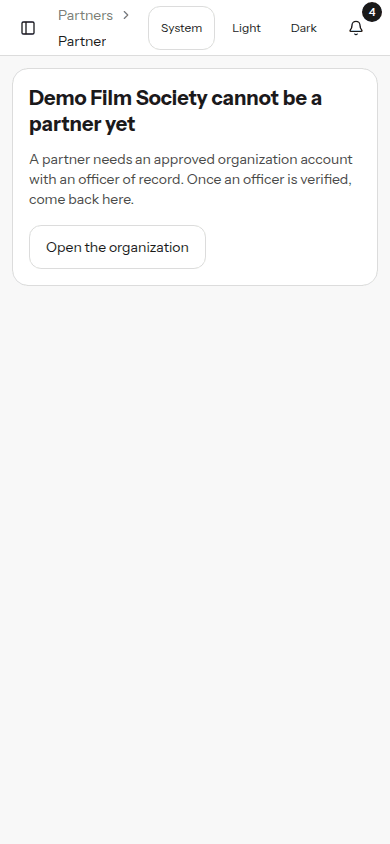 Partners
Partner
System
Light
Dark
4
Demo Film Society cannot be a
partner yet
A partner needs an approved organization account
with an officer of record. Once an officer is verified,
come back here.
Open the organization